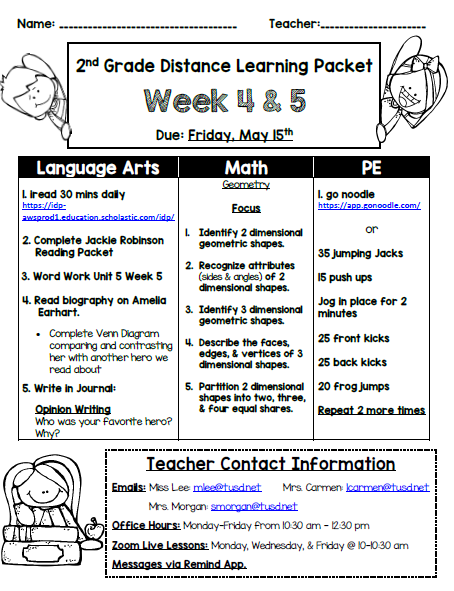 Name: ____________________________________ Teacher:______________________
2nd Grade Distance Learning Packet
Week 4 & 5
Due: Friday, May 15th
Language Arts
1. iread 30 mins daily
https://idp-
awsprod1.education.scholastic.com/idp/
2. Complete Jackie Robinson
Reading Packet
3. Word Work Unit 5 Week 5
4. Read biography on Amelia
Earhart.
• Complete Venn Diagram
comparing and contrasting
her with another hero we
read about
5. Write in Journal:
Opinion Writing
Who was your favorite hero?
Why?
Math
Geometry
Focus
1. Identify 2 dimensional
geometric shapes.
2. Recognize attributes
(sides & angles) of 2
dimensional shapes.
3. Identify 3 dimensional
geometric shapes.
4. Describe the faces,
edges, & vertices of 3
dimensional shapes.
5. Partition 2 dimensional
shapes into two, three,
& four equal shares.
PE
1. go noodle
https://app.gonoodle.com/
or
35 jumping Jacks
15 push ups
Jog in place for 2
minutes
25 front kicks
25 back kicks
20 frog jumps
Repeat 2 more times
Teacher Contact Information
Emails: Miss Lee: mlee@tusd.net Mrs. Carmen: lcarmen@tusd.net
Mrs. Morgan: smorgan@tusd.net
Office Hours: Monday-Friday from 10:30 am - 12:30 pm
Zoom Live Lessons: Monday, Wednesday, & Friday @ 10-10:30 am
Messages via Remind App.